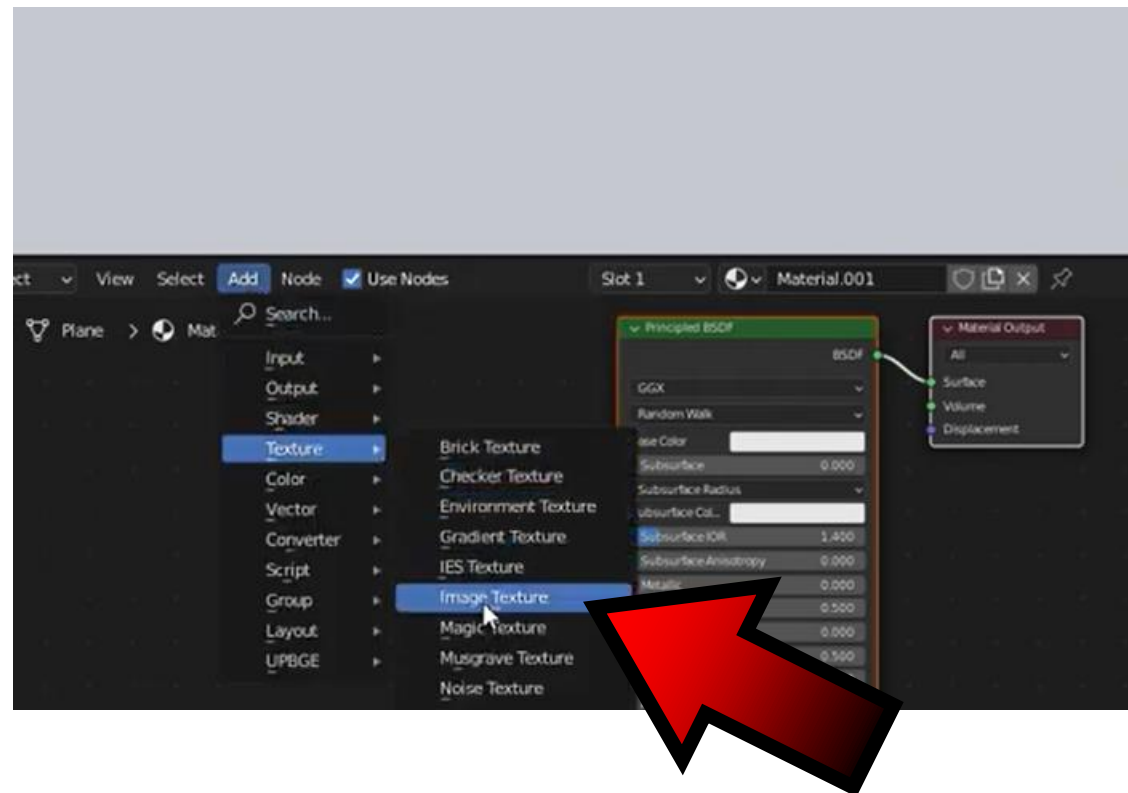 ct View Select Add Node Use Nodes Slot 1 Material.001
Plane > Mat
Search...
Input
Output
Shader
Texture
Color
Vector
Converter
Script
Group
Layout
UPBGE
Brick Texture
Checker Texture
Environment Texture
Gradient Texture
IES Texture
Image Texture
Magic Texture
Musgrave Texture
Noise Texture
Principled BSDF
BSDF
GGX
Random Walk
ase Color
Subsurface 0.000
Subsurface Radius
ubsurface Col...
Subsurface IOR 1.400
Subsurface Anisotropy 0.000
Metallic 0.000
0.500
0.000
0.500
Material Output
All
Surface
Volume
Displacement